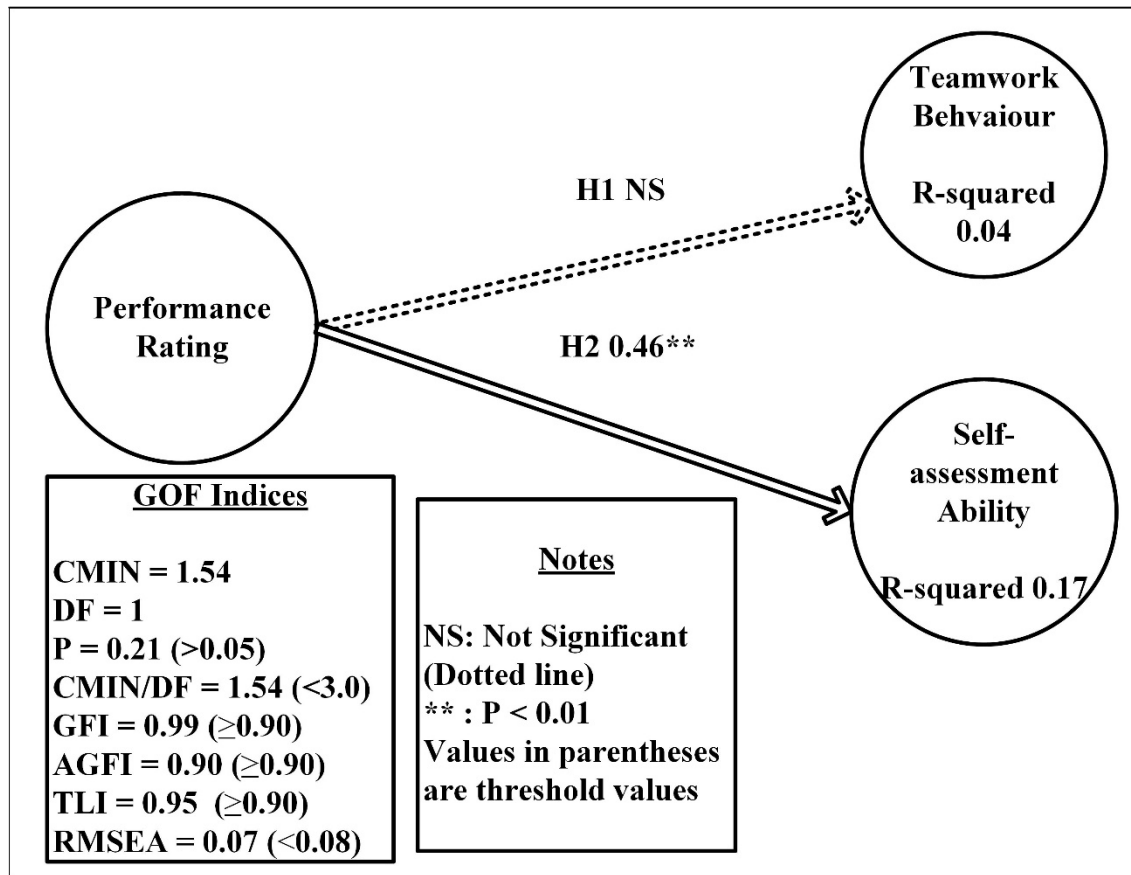 Teamwork
Behvaiour
R-squared
0.04
H1 NS
Performance
Rating
H2 0.46**
Self-
assessment
Ability
R-squared 0.17
GOF Indices
CMIN = 1.54
DF = 1
P = 0.21 (>0.05)
CMIN/DF = 1.54 (<3.0)
GFI = 0.99 (≥0.90)
AGFI = 0.90 (≥0.90)
TLI = 0.95 (≥0.90)
RMSEA = 0.07 (<0.08)
Notes
NS: Not Significant
(Dotted line)
** : P < 0.01
Values in parentheses
are threshold values